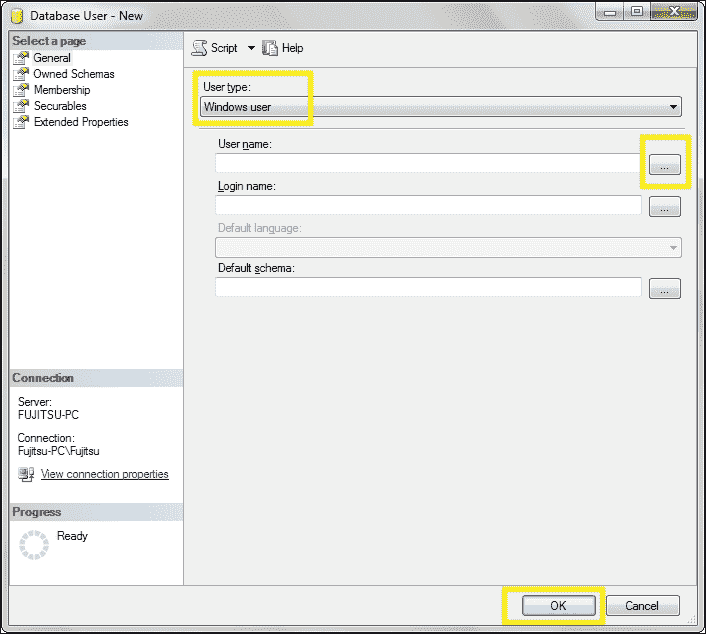 Database User - New
Select a page
General
Owned Schemas
Membership
Securables
Extended Properties
Script
Help
User type:
Windows user
User name:
...
Login name:
...
Default language:
Default schema:
...
Connection
Server:
FUJITSU-PC
Connection:
Fujitsu-PC\Fujitsu
View connection properties
Progress
Ready
OK
Cancel